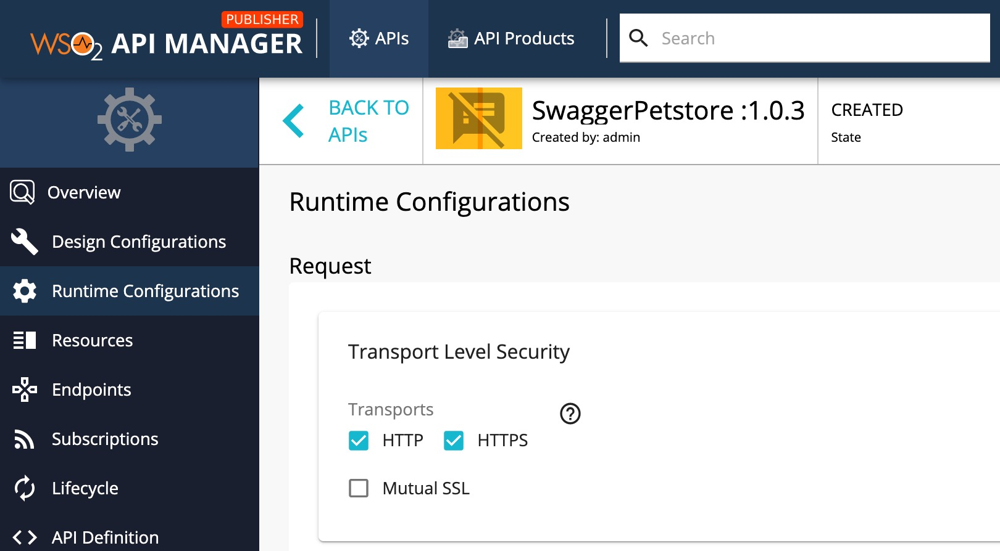 PUBLISHER
WSO2 API MANAGER
APIs
API Products
Search
BACK TO
APIs
SwaggerPetstore :1.0.3
Created by: admin
CREATED
State
Overview
Design Configurations
Runtime Configurations
Resources
Endpoints
Subscriptions
Lifecycle
API Definition
Runtime Configurations
Request
Transport Level Security
Transports
HTTP
HTTPS
Mutual SSL